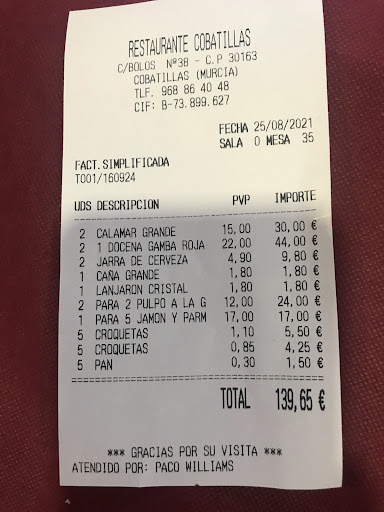 RESTAURANTE COBATILLAS
C/BOLOS Nº38 - C.P 30163
COBATILLAS (MURCIA)
TLF. 968 86 40 48
CIF: B-73.899.627
FECHA 25/08/2021
SALA 0 MESA 35
FACT.SIMPLIFICADA
T001/160924
UDS DESCRIPCION PVP IMPORTE
2 CALAMAR GRANDE 15,00 30,00 €
2 1 DOCENA GAMBA ROJA 22,00 44,00 €
2 JARRA DE CERVEZA 4,90 9,80 €
1 CAÑA GRANDE 1,80 1,80 €
1 LANJARON CRISTAL 1,80 1,80 €
2 PARA 2 PULPO A LA G 12,00 24,00 €
1 PARA 5 JAMON Y PARM 17,00 17,00 €
5 CROQUETAS 1,10 5,50 €
5 CROQUETAS 0,85 4,25 €
5 PAN 0,30 1,50 €
TOTAL 139,65 €
*** GRACIAS POR SU VISITA ***
ATENDIDO POR: PACO WILLIAMS